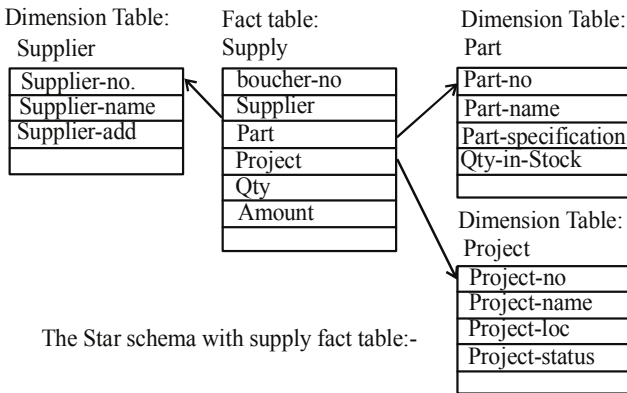 Dimension Table:
Supplier
Supplier-no.
Supplier-name
Supplier-add
Fact table:
Supply
boucher-no
Supplier
Part
Project
Qty
Amount
Dimension Table:
Part
Part-no
Part-name
Part-specification
Qty-in-Stock
Dimension Table:
Project
Project-no
Project-name
Project-loc
Project-status
The Star schema with supply fact table:-